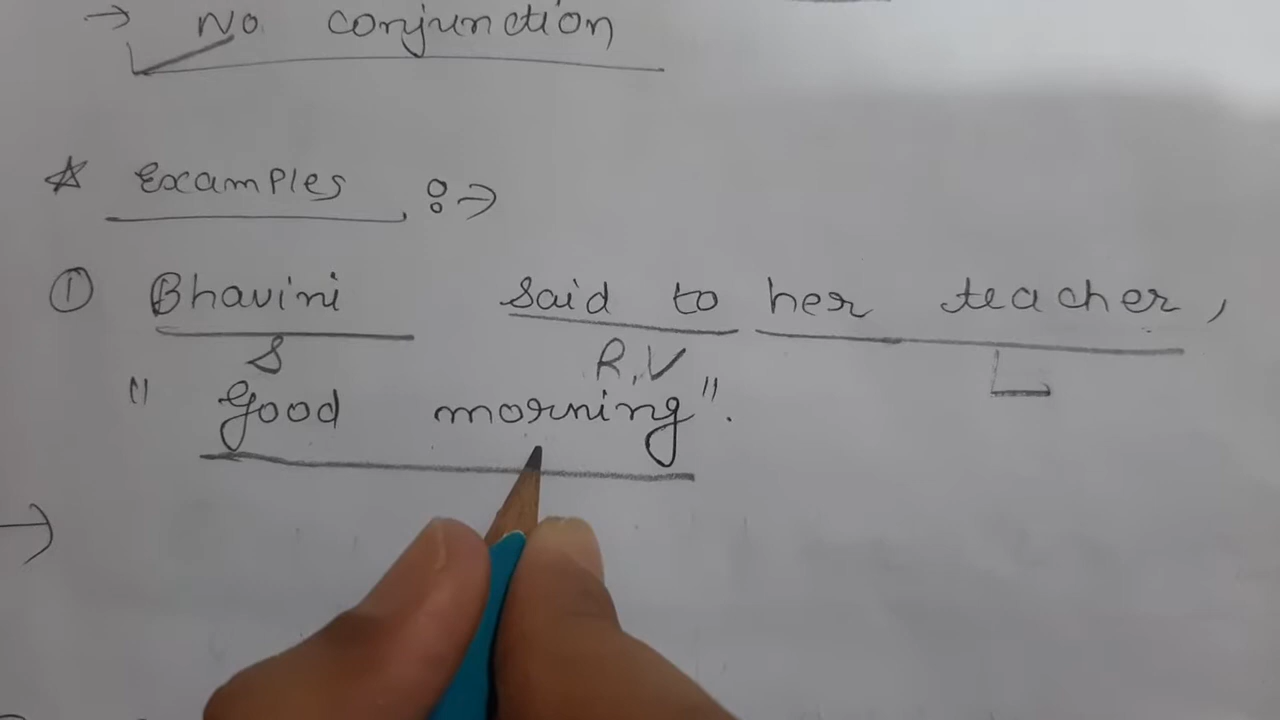 → No conjunction
☆ Examples :→
① Bhavini said to her teacher,
S R.V L
"Good morning".
→